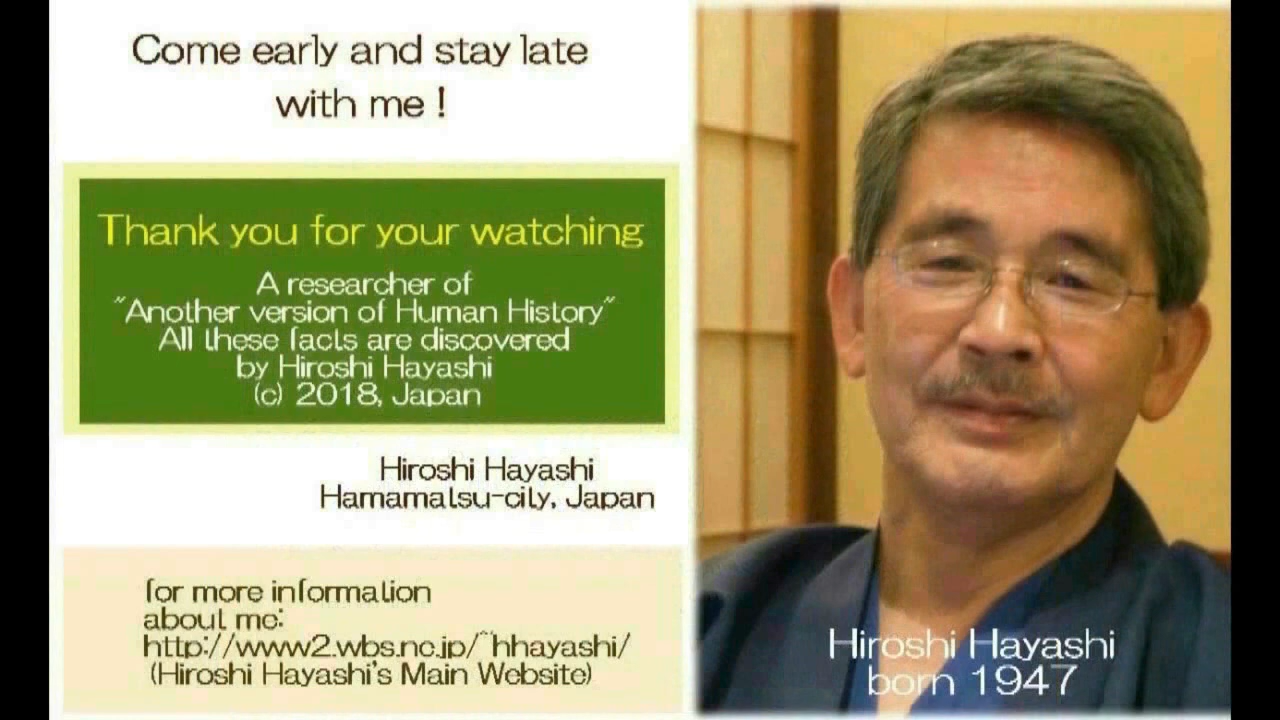 Come early and stay late
with me !
Thank you for your watching
A researcher of
"Another version of Human History"
All these facts are discovered
by Hiroshi Hayashi
(c) 2018, Japan
Hiroshi Hayashi
Hamamatsu-city, Japan
for more information
about me:
http://www2.wbs.ne.jp/~hhayashi/
(Hiroshi Hayashi's Main Website)
Hiroshi Hayashi
born 1947